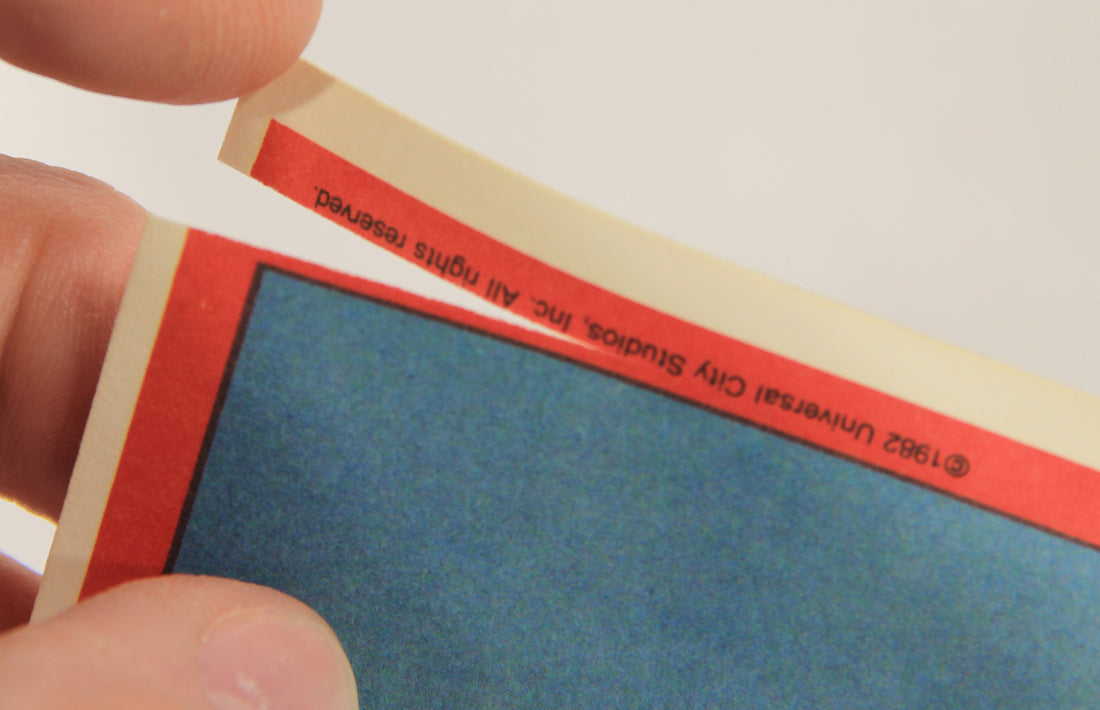 ©1982 Universal City Studios, Inc. All rights reserved.